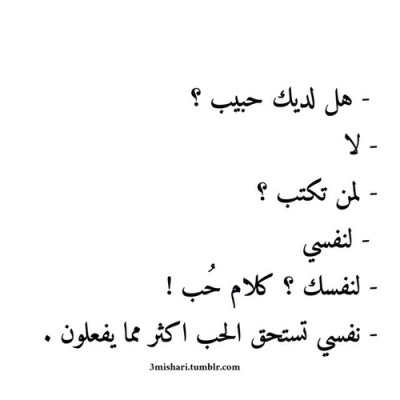 - هل لديك حبيب ؟
- لا
- لمن تكتب ؟
- لنفسي
- لنفسك ؟ كلام حُب !
- نفسي تستحق الحب اكثر مما يفعلون .
3mishari.tumblr.com